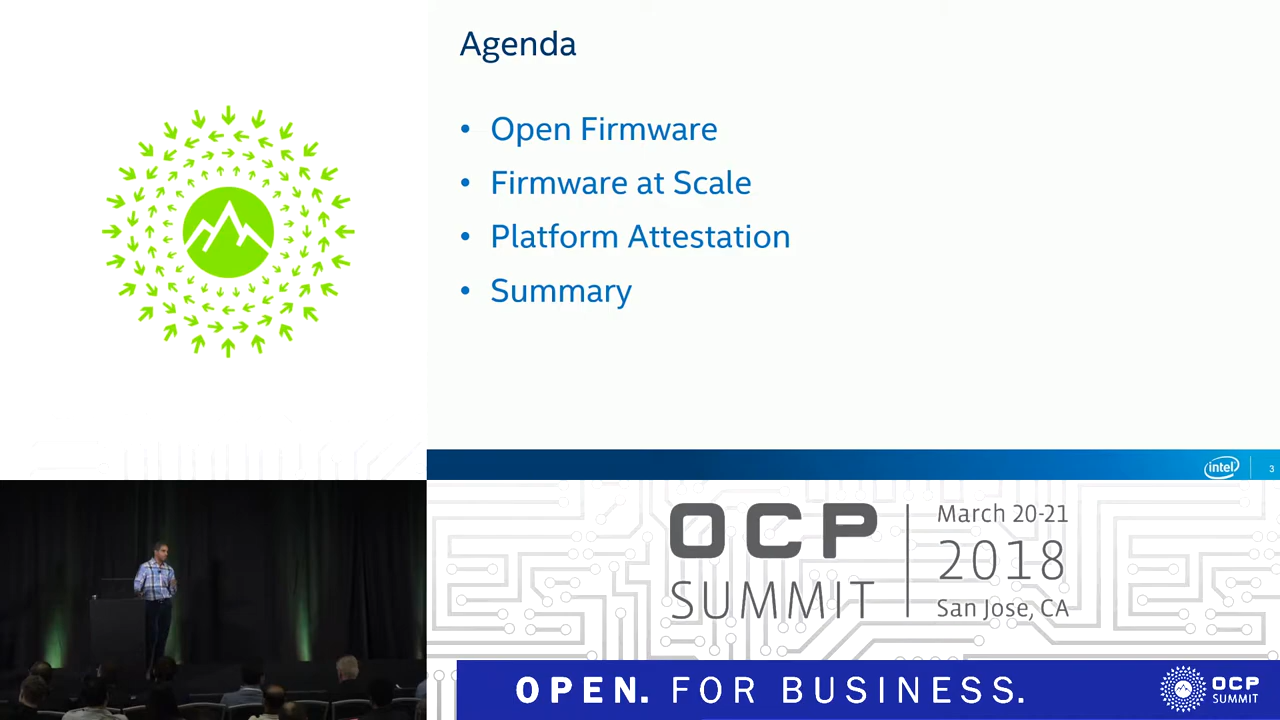 Agenda
• Open Firmware
• Firmware at Scale
• Platform Attestation
• Summary
intel
3
OCP
SUMMIT
March 20-21
2018
San Jose, CA
OPEN. FOR BUSINESS.
OCP
SUMMIT